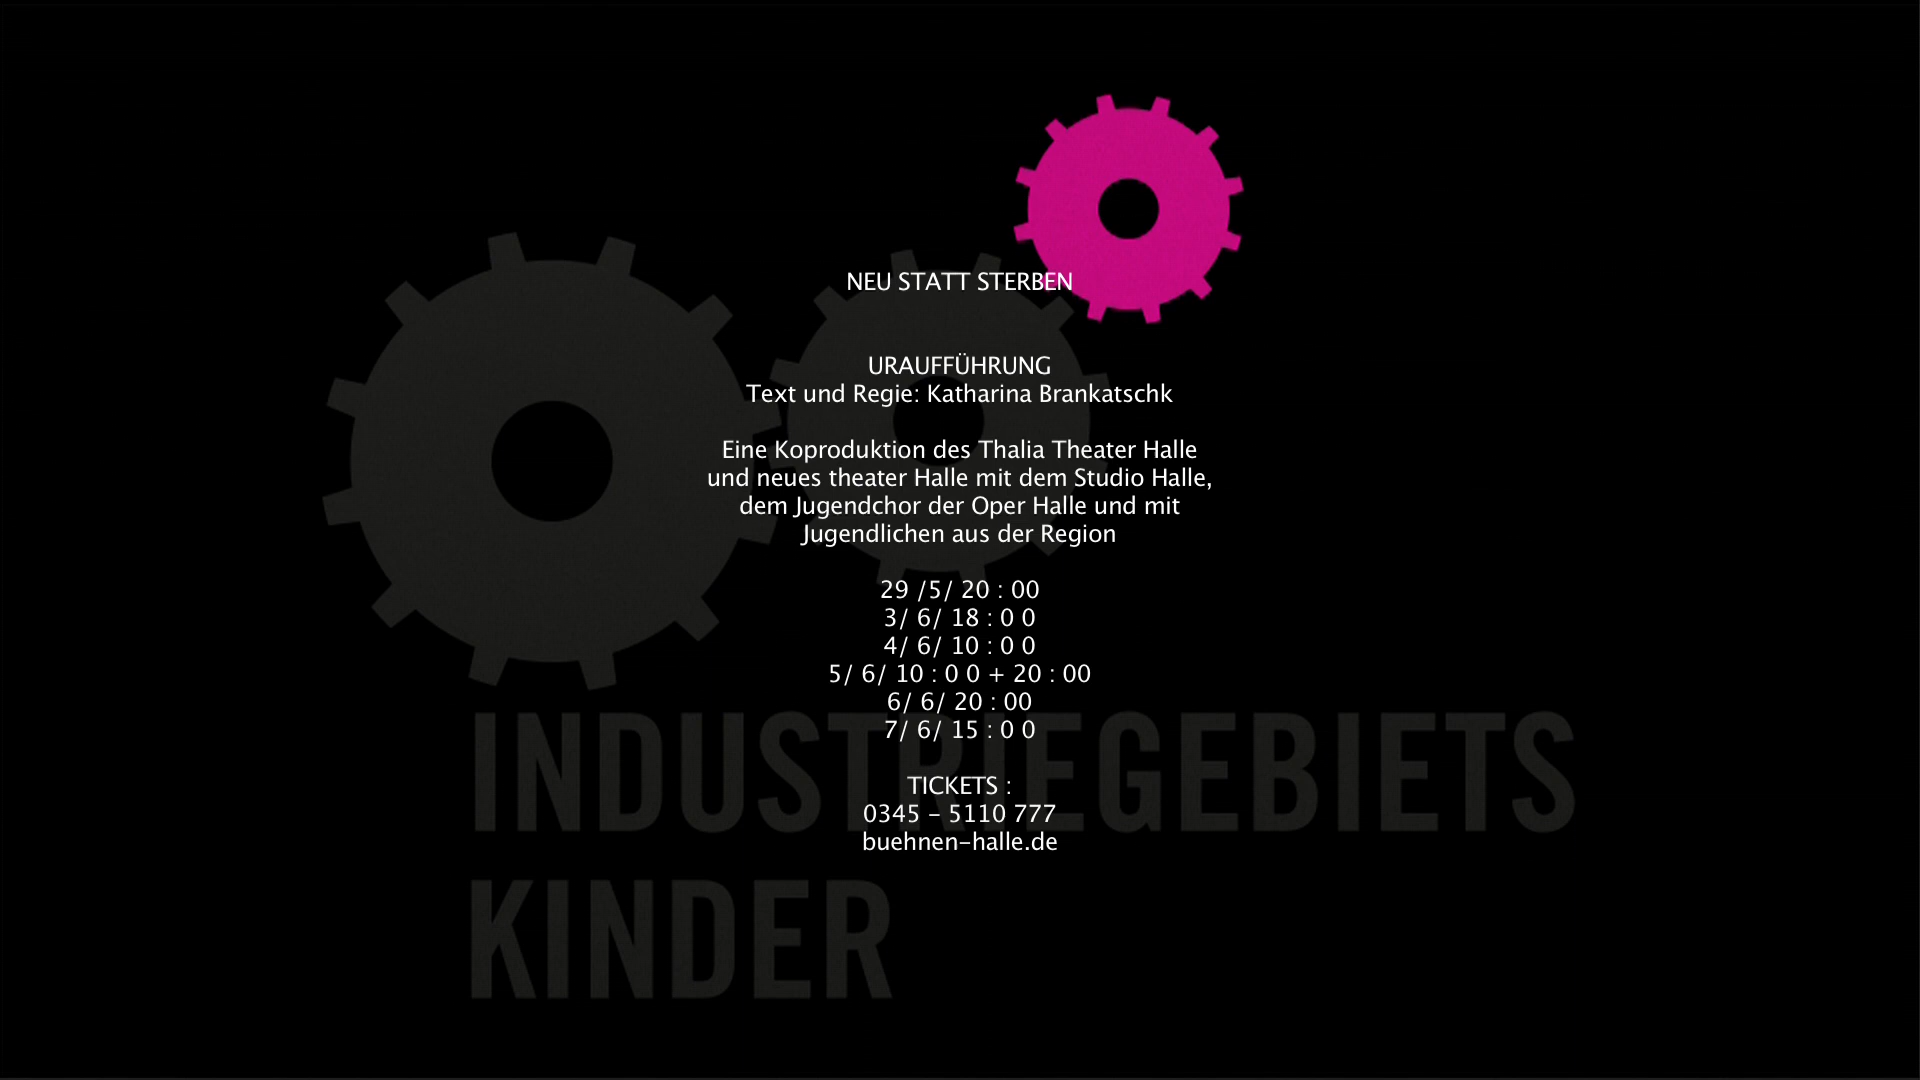 NEU STATT STERBEN
URAUFFÜHRUNG
Text und Regie: Katharina Brankatschk
Eine Koproduktion des Thalia Theater Halle
und neues theater Halle mit dem Studio Halle,
dem Jugendchor der Oper Halle und mit
Jugendlichen aus der Region
29 /5/ 20 : 00
3/ 6/ 18 : 0 0
4/ 6/ 10 : 0 0
5/ 6/ 10 : 0 0 + 20 : 00
6/ 6/ 20 : 00
7/ 6/ 15 : 0 0
TICKETS :
0345 – 5110 777
buehnen-halle.de
INDUSTRIEGEBIETS
KINDER